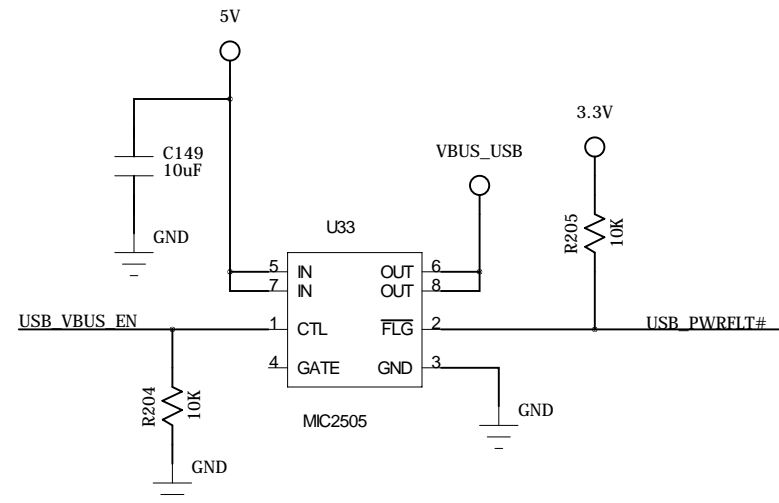 5V
3.3V
C149
10uF
VBUS_USB
GND
U33
R205
10K
5 IN OUT 6
7 IN OUT 8
USB_VBUS_EN
1 CTL FLG 2
USB_PWRFLT#
4 GATE GND 3
R204
10K
MIC2505
GND
GND